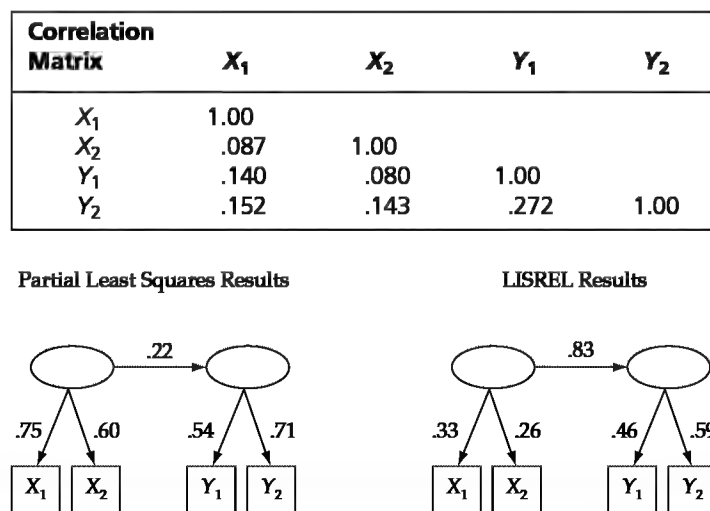 Correlation
Matrix X₁ X₂ Y₁ Y₂
X₁ 1.00
X₂ .087 1.00
Y₁ .140 .080 1.00
Y₂ .152 .143 .272 1.00
Partial Least Squares Results LISREL Results
.22 .83
.75 .60 .54 .71 .33 .26 .46
X₁ X₂ Y₁ Y₂ X₁ X₂ Y₁ Y₂